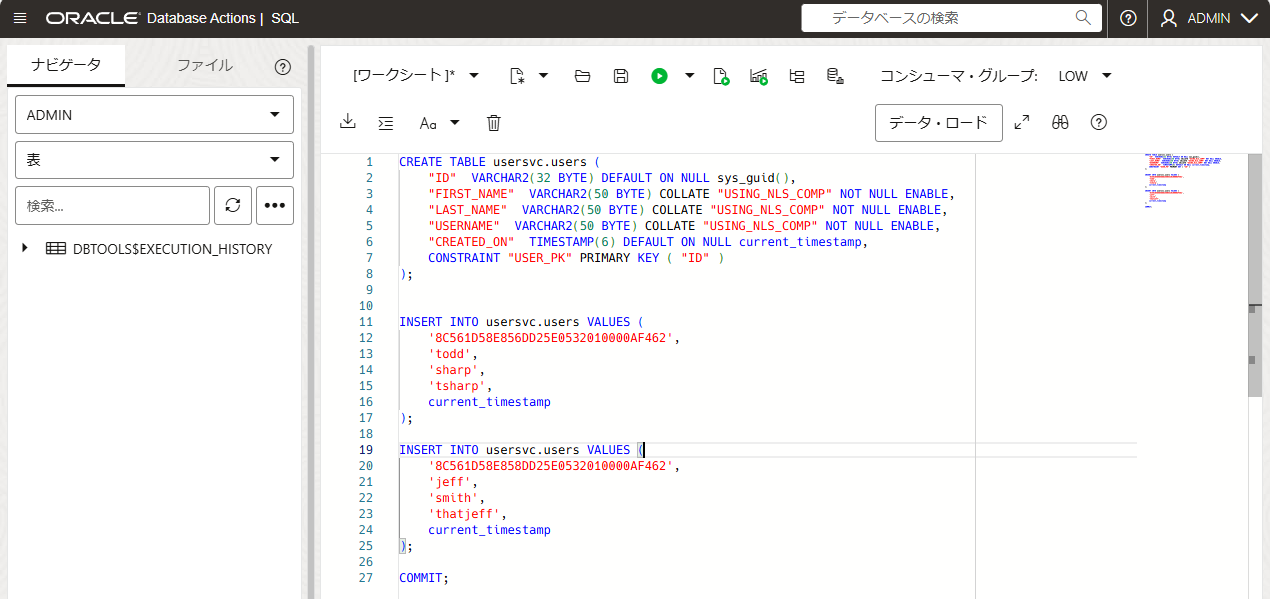 ORACLE Database Actions | SQL
データベースの検索
ADMIN
ナビゲータ
ファイル
ADMIN
表
検索...
DBTOOLS$EXECUTION_HISTORY
[ワークシート]*
コンシューマ・グループ:
LOW
Aa
データ・ロード
1 CREATE TABLE usersvc.users (
2 "ID"  VARCHAR2(32 BYTE) DEFAULT ON NULL sys_guid(),
3 "FIRST_NAME"  VARCHAR2(50 BYTE) COLLATE "USING_NLS_COMP" NOT NULL ENABLE,
4 "LAST_NAME"  VARCHAR2(50 BYTE) COLLATE "USING_NLS_COMP" NOT NULL ENABLE,
5 "USERNAME"  VARCHAR2(50 BYTE) COLLATE "USING_NLS_COMP" NOT NULL ENABLE,
6 "CREATED_ON"  TIMESTAMP(6) DEFAULT ON NULL current_timestamp,
7 CONSTRAINT "USER_PK" PRIMARY KEY ( "ID" )
8 );
9
10
11 INSERT INTO usersvc.users VALUES (
12 '8C561D58E856DD25E0532010000AF462',
13 'todd',
14 'sharp',
15 'tsharp',
16 current_timestamp
17 );
18
19 INSERT INTO usersvc.users VALUES (
20 '8C561D58E858DD25E0532010000AF462',
21 'jeff',
22 'smith',
23 'thatjeff',
24 current_timestamp
25 );
26
27 COMMIT;